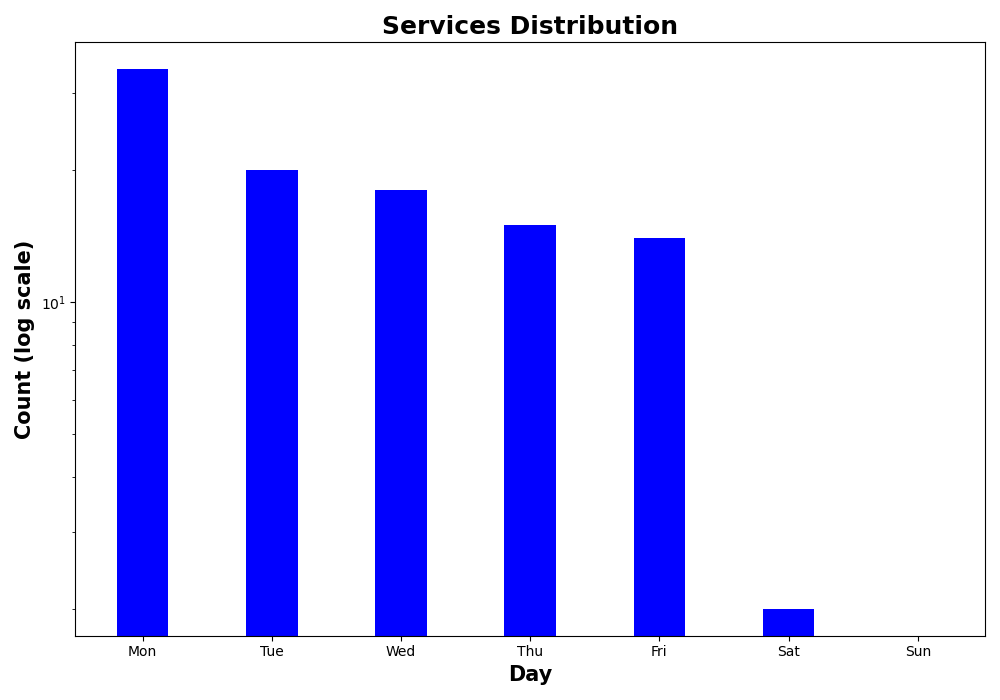 Services Distribution
Count (log scale)
10¹
Mon Tue Wed Thu Fri Sat Sun
Day